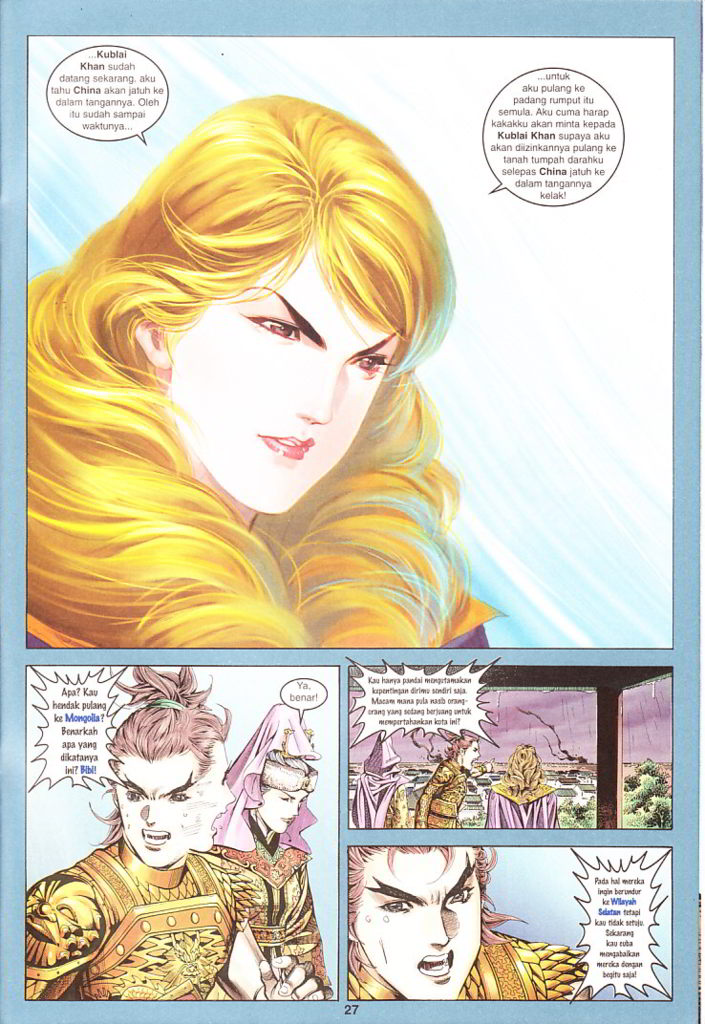 ...Kublai
Khan sudah
datang sekarang. aku
tahu China akan jatuh ke
dalam tangannya. Oleh
itu sudah sampai
waktunya...
...untuk
aku pulang ke
padang rumput itu
semula. Aku cuma harap
kakakku akan minta kepada
Kublai Khan supaya aku
akan diizinkannya pulang ke
tanah tumpah darahku
selepas China jatuh ke
dalam tangannya
kelak!
Apa? Kau
hendak pulang
ke Mongolia?
Benarkah
apa yang
dikatanya
ini? Bibi!
Ya,
benar!
Kau hanya pandai mengutamakan
kepentingan dirimu sendiri saja.
Macam mana pula nasib orang-
orang yang sedang berjuang untuk
mempertahankan kota ini?
Pada hal mereka
ingin berundur
ke Wilayah
Selatan tetapi
kau tidak setuju.
Sekarang
kau cuba
mengabaikan
mereka dengan
begitu saja!
27